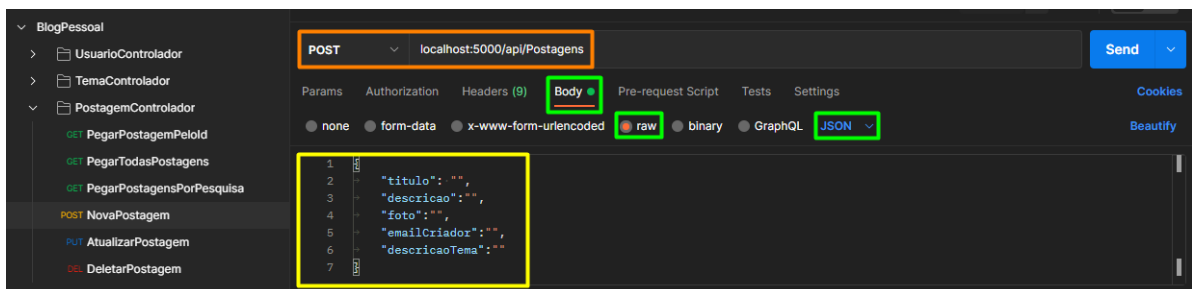 BlogPessoal
UsuarioControlador
TemaControlador
PostagemControlador
GET PegarPostagemPeloId
GET PegarTodasPostagens
GET PegarPostagensPorPesquisa
POST NovaPostagem
PUT AtualizarPostagem
DEL DeletarPostagem
POST localhost:5000/api/Postagens Send
Params Authorization Headers (9) Body Pre-request Script Tests Settings Cookies
none form-data x-www-form-urlencoded raw binary GraphQL JSON Beautify
1 {
2 "titulo": "",
3 "descricao":"",
4 "foto":"",
5 "emailCriador":"",
6 "descricaoTema":""
7 }